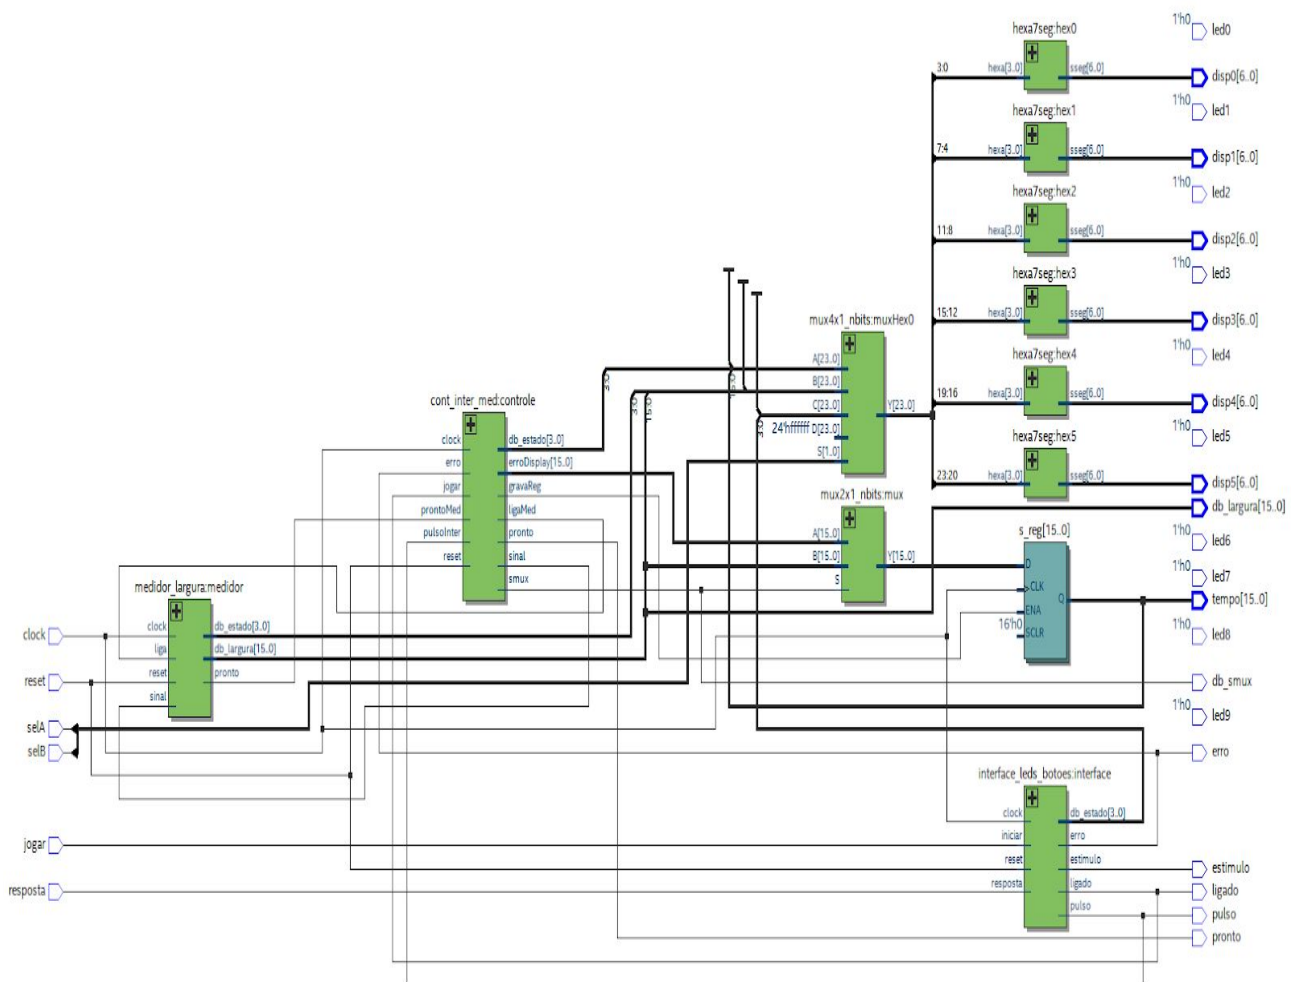 hexa7seg:hex0
1'h0 led0
3:0 hexa[3..0] sseg[6..0] disp0[6..0]
1'h0 led1
hexa7seg:hex1
7:4 hexa[3..0] sseg[6..0] disp1[6..0]
1'h0 led2
hexa7seg:hex2
11:8 hexa[3..0] sseg[6..0] disp2[6..0]
1'h0 led3
hexa7seg:hex3
15:12 hexa[3..0] sseg[6..0] disp3[6..0]
1'h0 led4
hexa7seg:hex4
19:16 hexa[3..0] sseg[6..0] disp4[6..0]
1'h0 led5
hexa7seg:hex5
23:20 hexa[3..0] sseg[6..0] disp5[6..0]
db_largura[15..0]
1'h0 led6
1'h0 led7
tempo[15..0]
1'h0 led8
db_smux
1'h0 led9
erro
estimulo
ligado
pulso
pronto
mux4x1_nbits:muxHex0
A[23..0]
B[23..0]
C[23..0] Y[23..0]
24'hffffff D[23..0]
S[1..0]
3:0
3:0
15:0
15:0
3:0
mux2x1_nbits:mux
A[15..0]
B[15..0] Y[15..0]
S
s_reg[15..0]
D
CLK
ENA Q
16'h0 SCLR
cont_inter_med:controle
clock db_estado[3..0]
erro erroDisplay[15..0]
jogar gravaReg
prontoMed ligaMed
pulsoInter pronto
reset sinal
smux
medidor_largura:medidor
clock db_estado[3..0]
liga db_largura[15..0]
reset pronto
sinal
clock
reset
selA
selB
jogar
resposta
interface_leds_botoes:interface
clock db_estado[3..0]
iniciar erro
reset estimulo
resposta ligado
pulso